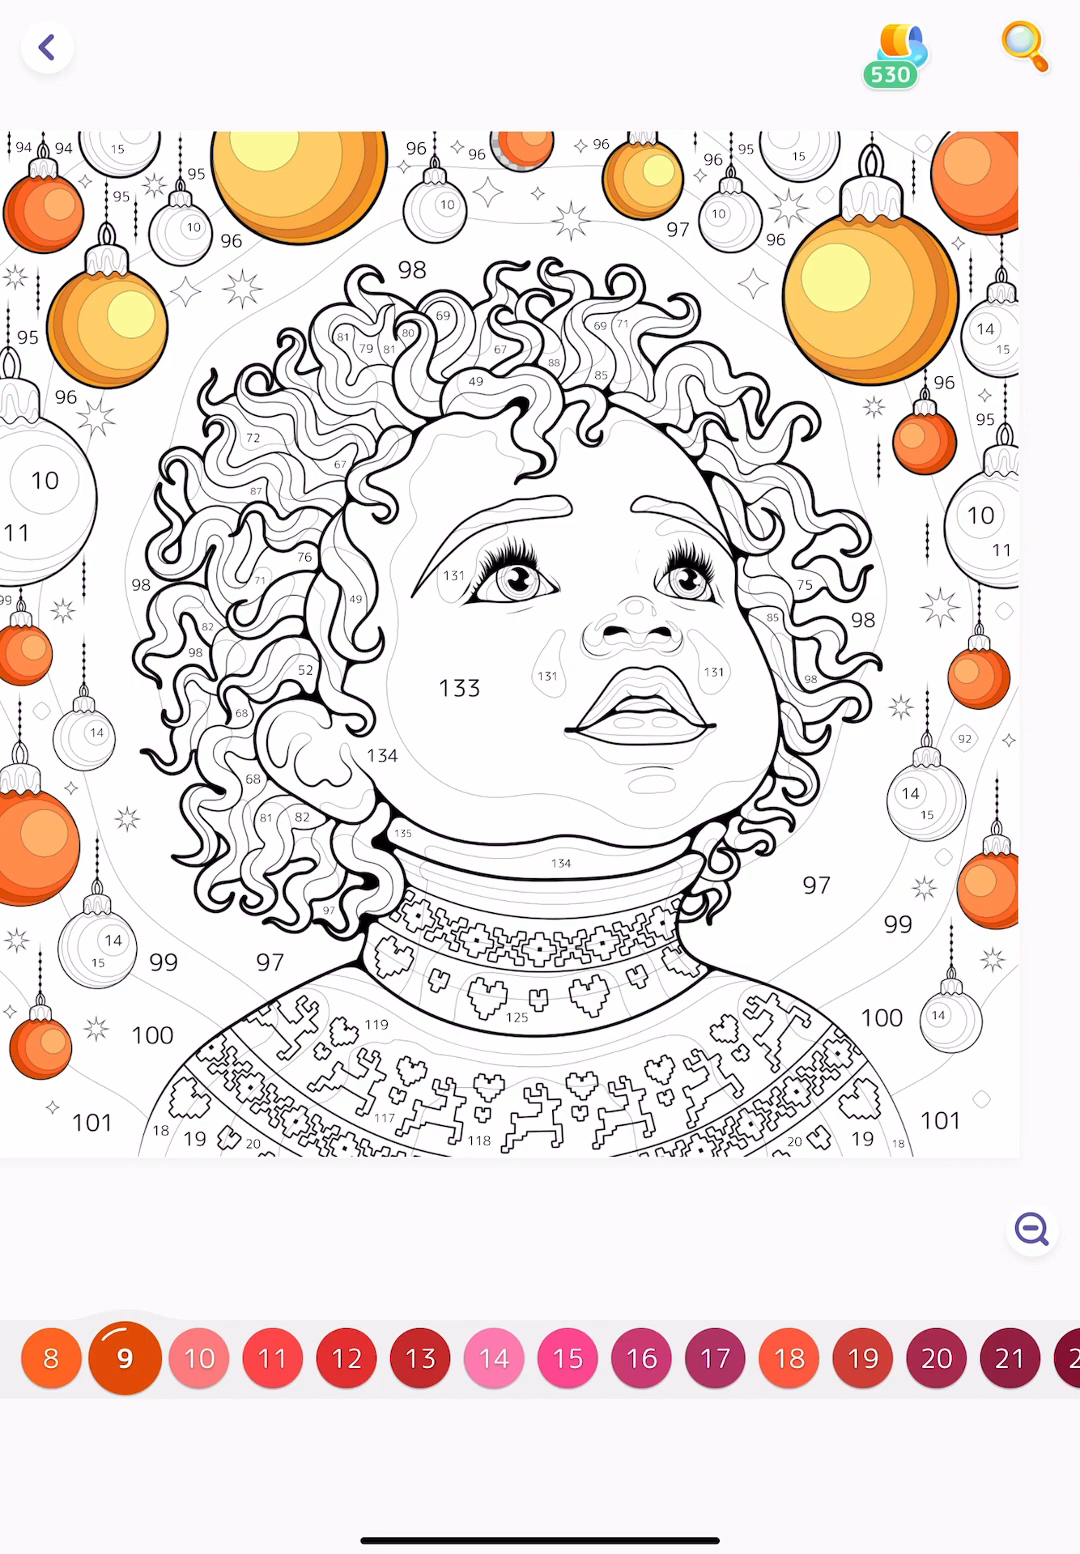 530
94 94 15 96 96 96 96 95 15
95 95
10 10 10
96 97 96
98
69 69 71
81 80 14
95 79 81 67 15
88
49 85 96
96
95
72
67
10 87
10
11
11
76
131
98 71 75
99 49
85 98
82
98
52 131 131
133 98
68
14 92
134
68
14
81 82 15
135
134
97
97
99
14
15 99 97
14
125 100
119
100
117
101 101
18 19 20 118 20 19 18
8 9 10 11 12 13 14 15 16 17 18 19 20 21